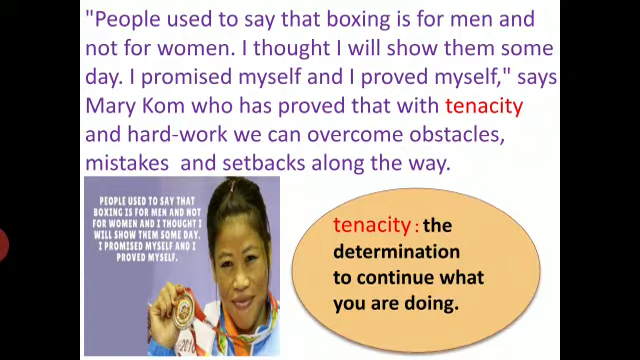 "People used to say that boxing is for men and
not for women. I thought I will show them some
day. I promised myself and I proved myself," says
Mary Kom who has proved that with tenacity
and hard-work we can overcome obstacles,
mistakes and setbacks along the way.
PEOPLE USED TO SAY THAT
BOXING IS FOR MEN AND NOT
FOR WOMEN AND I THOUGHT I
WILL SHOW THEM SOME DAY.
I PROMISED MYSELF AND I
PROVED MYSELF.
tenacity : the
determination
to continue what
you are doing.